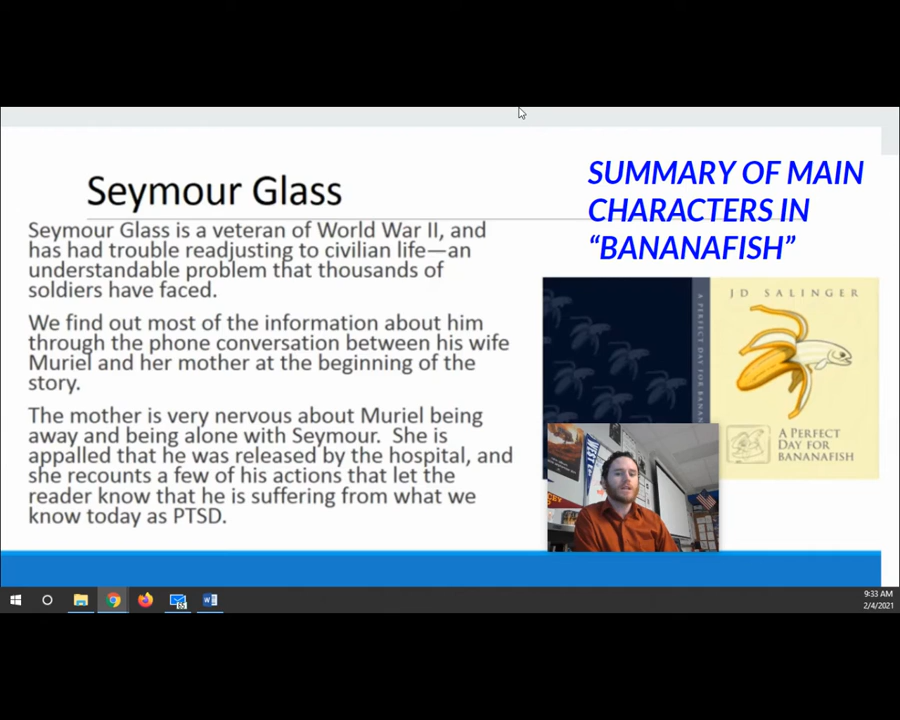 Seymour Glass
Seymour Glass is a veteran of World War II, and
has had trouble readjusting to civilian life—an
understandable problem that thousands of
soldiers have faced.
We find out most of the information about him
through the phone conversation between his wife
Muriel and her mother at the beginning of the
story.
The mother is very nervous about Muriel being
away and being alone with Seymour.  She is
appalled that he was released by the hospital, and
she recounts a few of his actions that let the
reader know that he is suffering from what we
know today as PTSD.
SUMMARY OF MAIN
CHARACTERS IN
“BANANAFISH”
A PERFECT DAY FOR BANAN
JD SALINGER
A PERFECT
DAY FOR
BANANAFISH
9:33 AM
2/4/2021